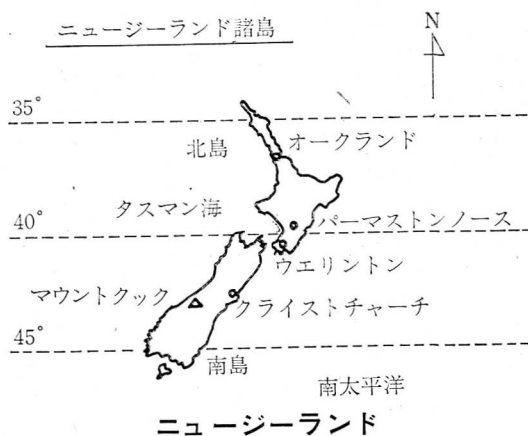 ニュージーランド諸島
N
35°
オークランド
北島
タスマン海
パーマストンノース
40°
ウエリントン
マウントクック
クライストチャーチ
45°
南島
南太平洋
ニュージーランド